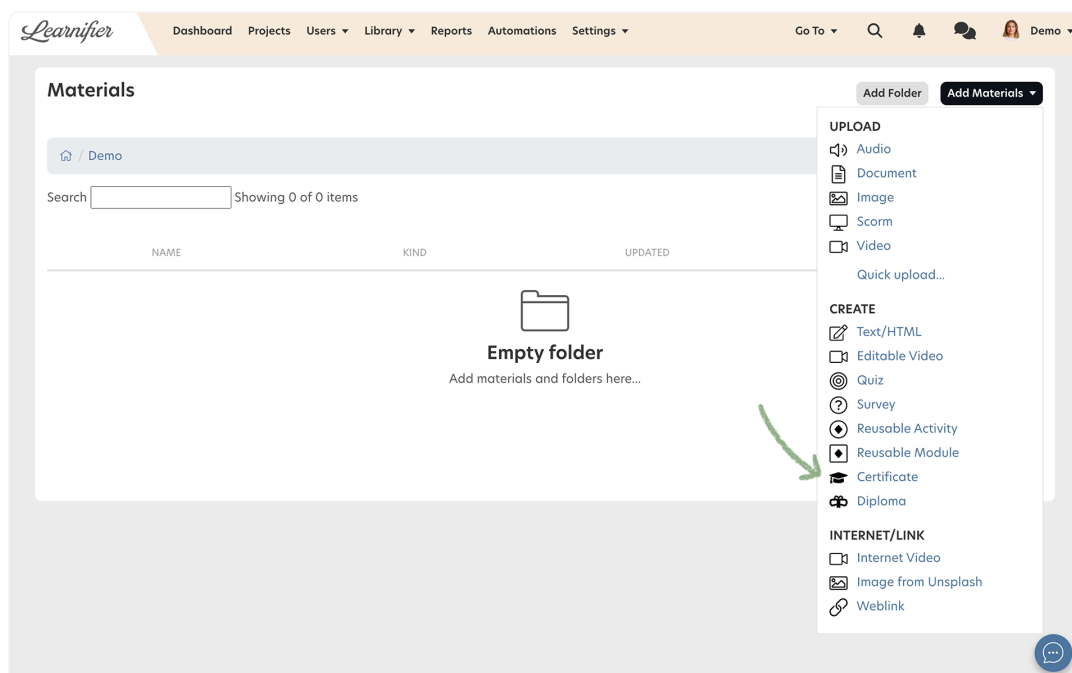 Learnifier Dashboard Projects Users Library Reports Automations Settings Go To Demo
Materials
Add Folder Add Materials
/ Demo
Search Showing 0 of 0 items
NAME KIND UPDATED
Empty folder
Add materials and folders here...
UPLOAD
Audio
Document
Image
Scorm
Video
Quick upload...
CREATE
Text/HTML
Editable Video
Quiz
Survey
Reusable Activity
Reusable Module
Certificate
Diploma
INTERNET/LINK
Internet Video
Image from Unsplash
Weblink